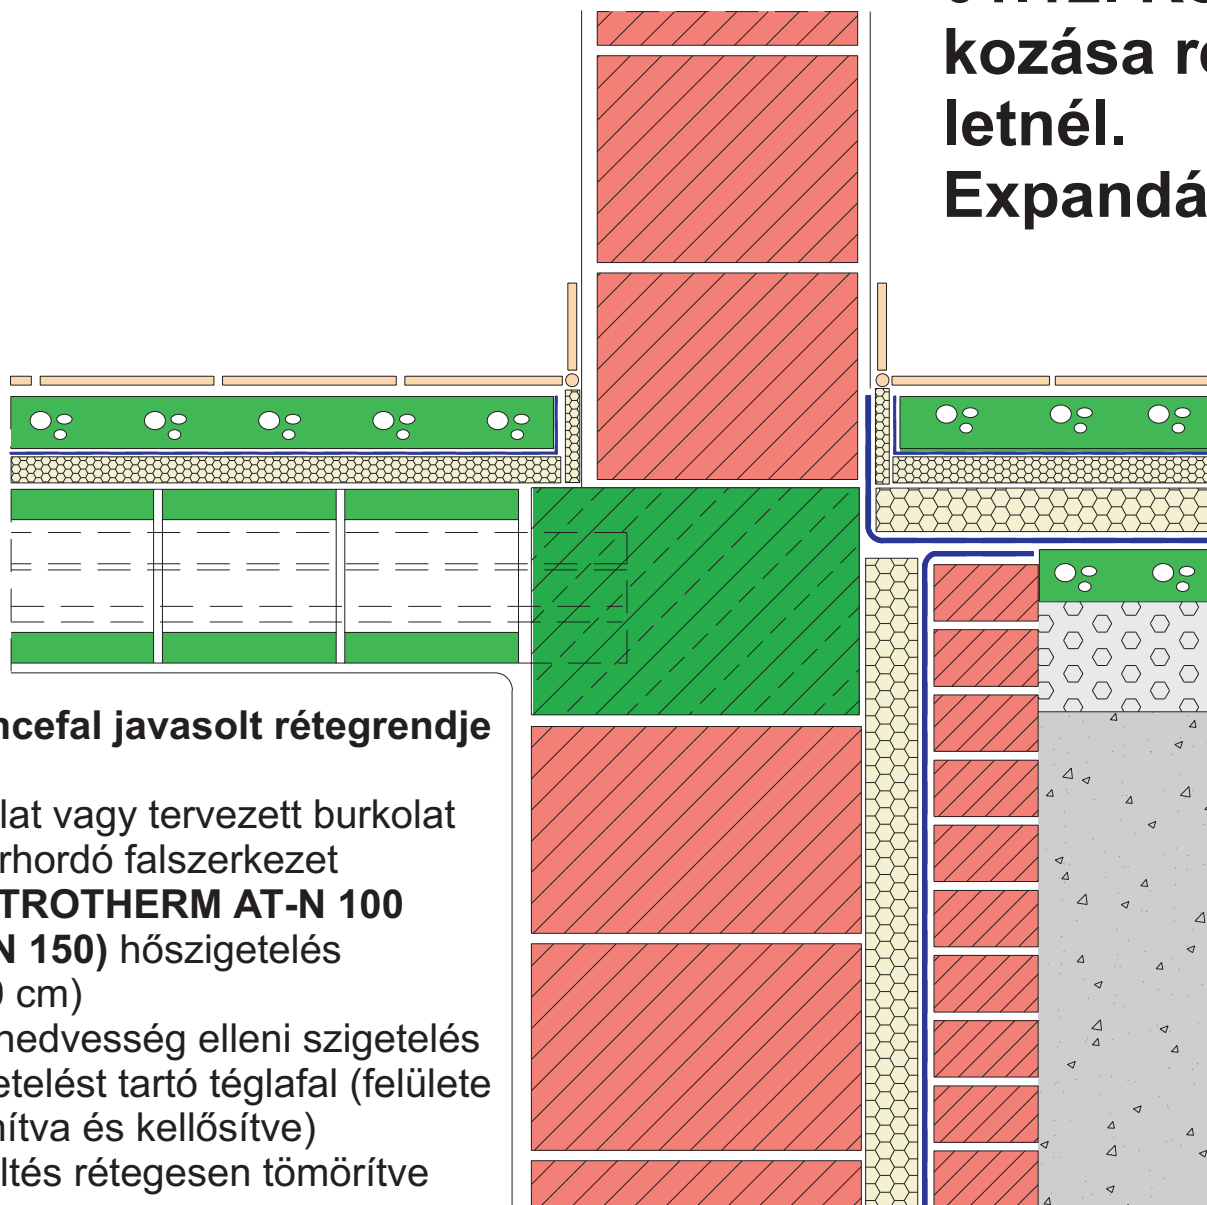 kozása
letnél.
Expandá
ncefal javasolt rétegrendje
lat vagy tervezett burkolat
rhordó falszerkezet
TROTHERM AT-N 100
N 150) hőszigetelés
cm)
nedvesség elleni szigetelés
etelést tartó téglafal (felülete
nítva és kellősítve)
ltés rétegesen tömörítve